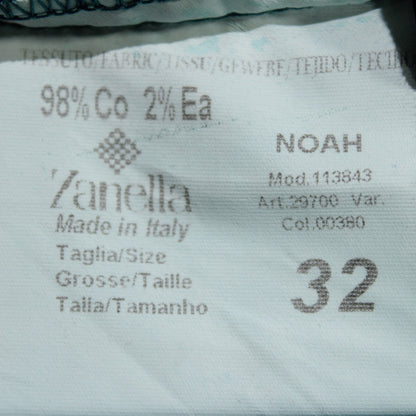 TESSUTO/FABRIC/TISSU/GEWEBE/TEJIDO/TECIDO
98% Co 2% Ea
Zanella
Made in Italy
Taglia/Size
Grosse/Taille
Talla/Tamanho
NOAH
Mod.113843
Art.29700 Var.
Col.00380
32